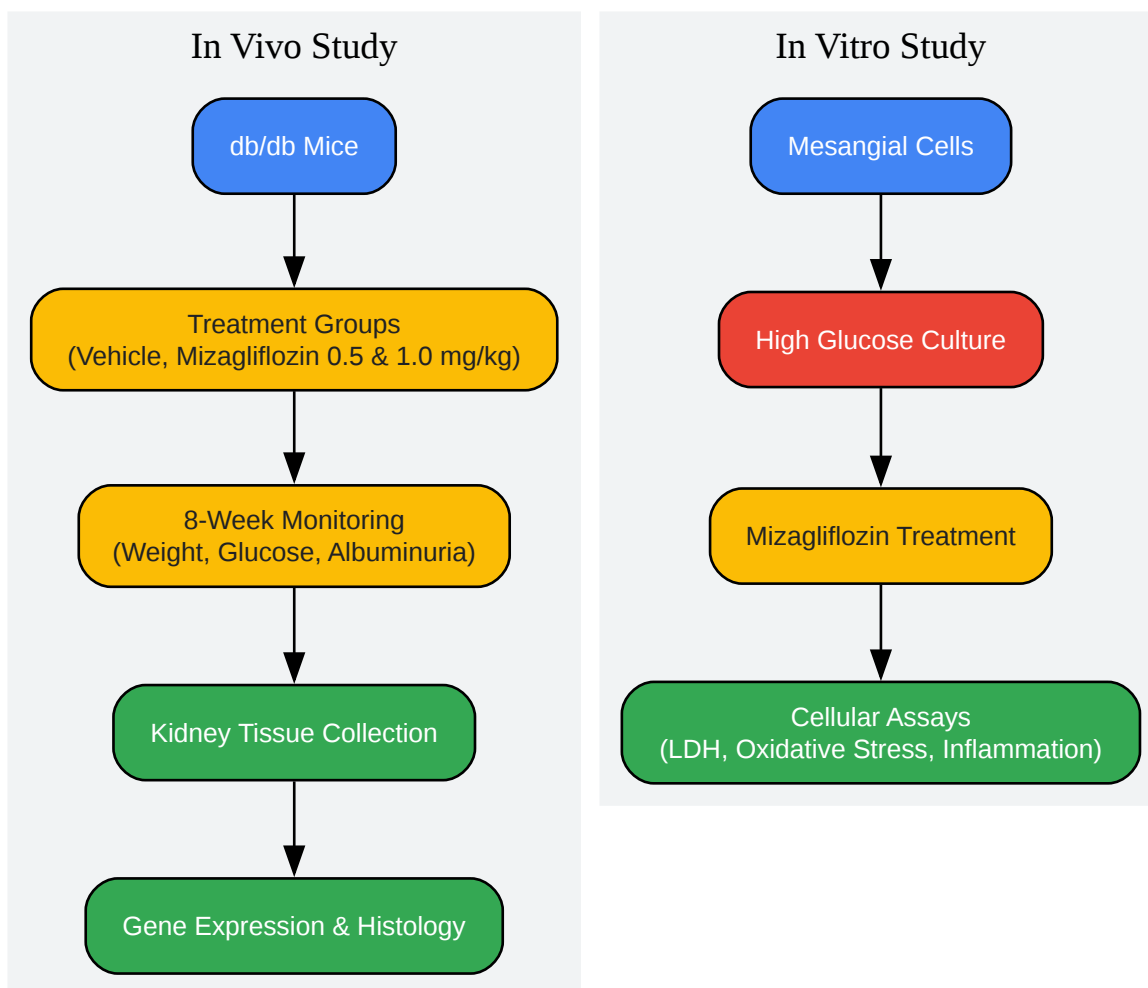 In Vivo Study
db/db Mice
Treatment Groups
(Vehicle, Mizagliflozin 0.5 & 1.0 mg/kg)
8-Week Monitoring
(Weight, Glucose, Albuminuria)
Kidney Tissue Collection
Gene Expression & Histology
In Vitro Study
Mesangial Cells
High Glucose Culture
Mizagliflozin Treatment
Cellular Assays
(LDH, Oxidative Stress, Inflammation)